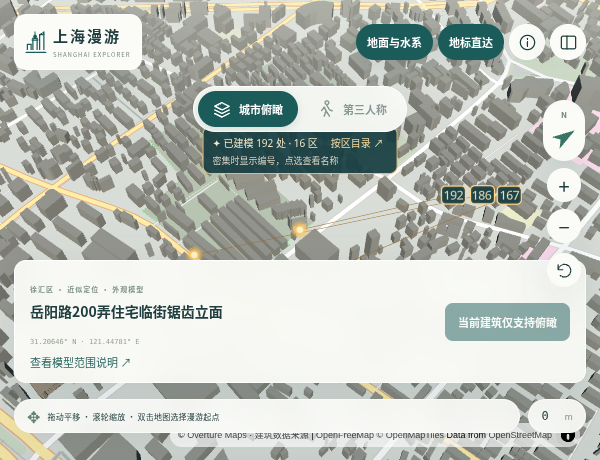 上海漫游
SHANGHAI EXPLORER
地面与水系
地标直达
城市俯瞰
第三人称
N
✦ 已建模 192 处 · 16 区 按区目录 ↗
密集时显示编号，点选查看名称
192 186 167
+
−
徐汇区 · 近似定位 · 外观模型
岳阳路200弄住宅临街锯齿立面
31.20646° N · 121.44781° E
查看模型范围说明 ↗
当前建筑仅支持俯瞰
拖动平移 · 滚轮缩放 · 双击地图选择漫游起点
0 m
© Overture Maps · 建筑数据来源 | OpenFreeMap © OpenMapTiles Data from OpenStreetMap